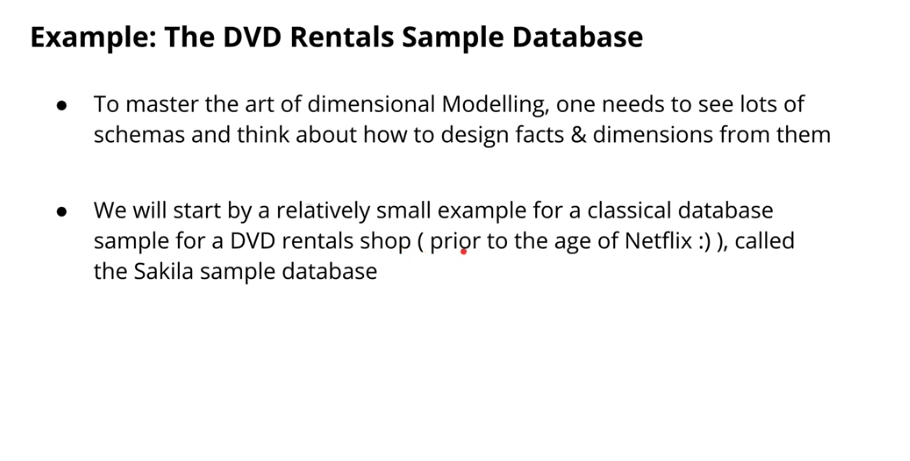 Example: The DVD Rentals Sample Database
● To master the art of dimensional Modelling, one needs to see lots of
schemas and think about how to design facts & dimensions from them
● We will start by a relatively small example for a classical database
sample for a DVD rentals shop ( prior to the age of Netflix :) ), called
the Sakila sample database